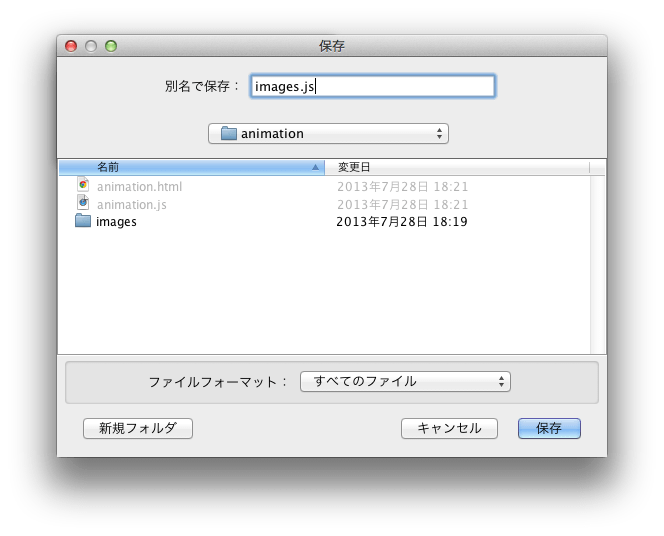 保存
別名で保存： images.js
animation
名前 変更日
animation.html 2013年7月28日 18:21
animation.js 2013年7月28日 18:21
images 2013年7月28日 18:19
ファイルフォーマット： すべてのファイル
新規フォルダ キャンセル 保存